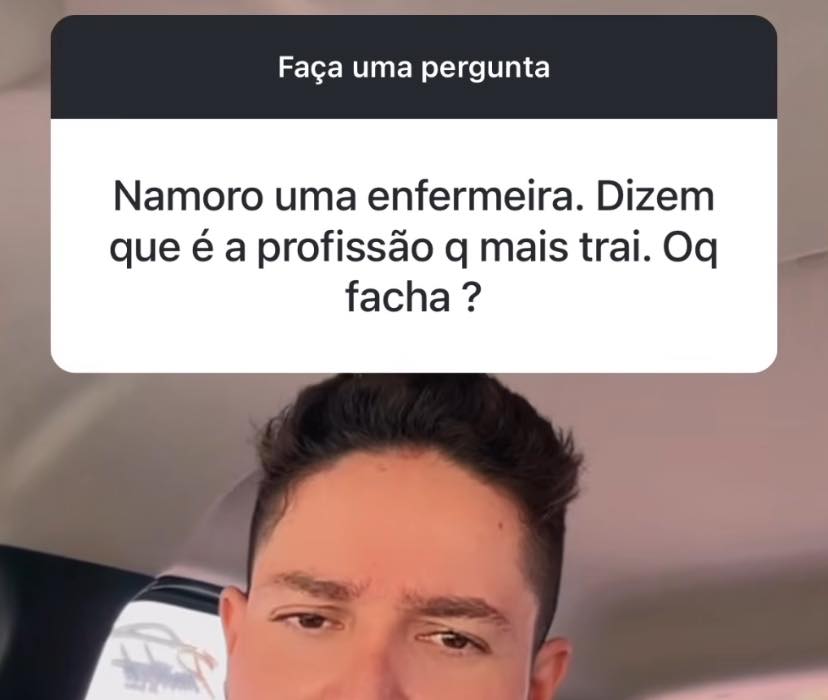 Faça uma pergunta
Namoro uma enfermeira. Dizem
que é a profissão q mais trai. Oq
facha ?